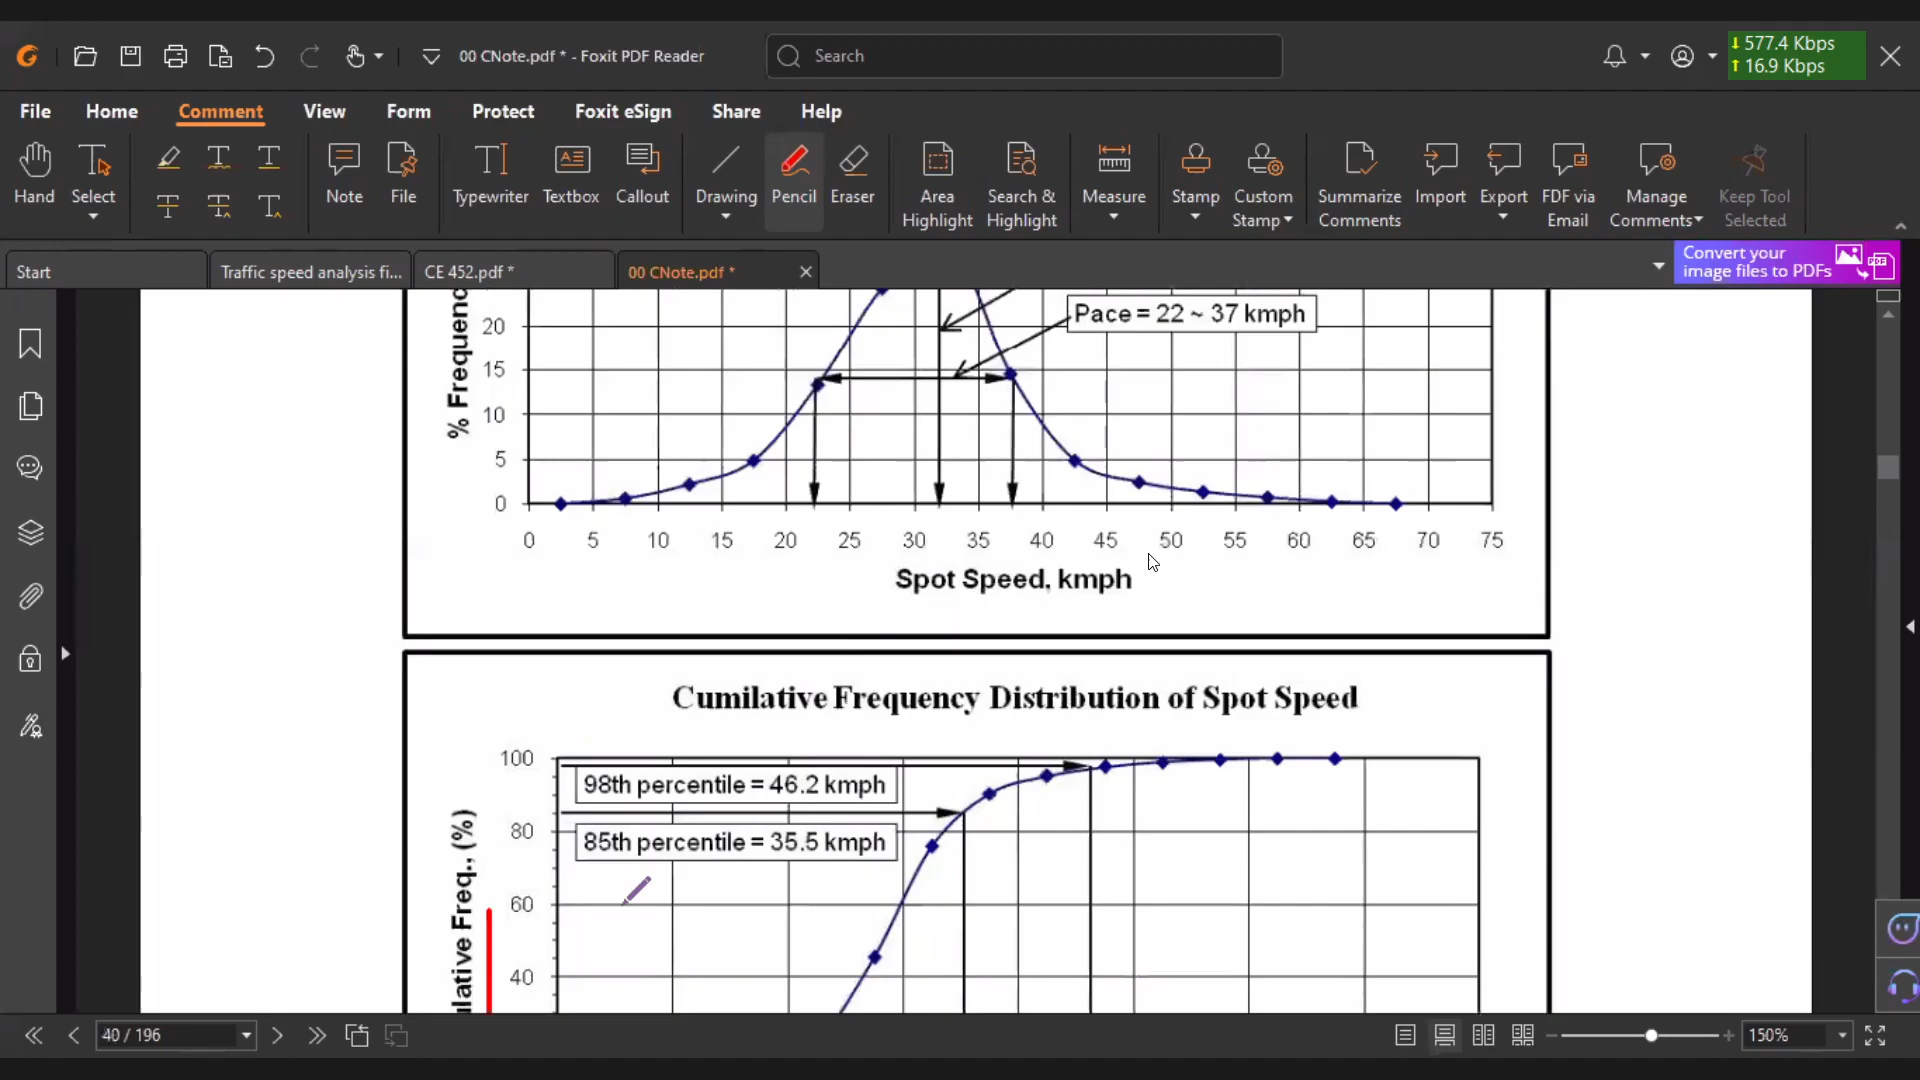 00 CNote.pdf * - Foxit PDF Reader
Search
577.4 Kbps
16.9 Kbps
File Home Comment View Form Protect Foxit eSign Share Help
Hand Select Note File Typewriter Textbox Callout Drawing Pencil Eraser Area Highlight Search & Highlight Measure Stamp Custom Stamp Summarize Comments Import Export FDF via Email Manage Comments Keep Tool Selected
Start Traffic speed analysis fi... CE 452.pdf * 00 CNote.pdf *
Convert your
image files to PDFs
PDF
% Frequenc
Pace = 22 ~ 37 kmph
20
15
10
5
0
0 5 10 15 20 25 30 35 40 45 50 55 60 65 70 75
Spot Speed, kmph
Cumilative Frequency Distribution of Spot Speed
ulative Freq., (%)
100
98th percentile = 46.2 kmph
80
85th percentile = 35.5 kmph
60
40
40 / 196
150%